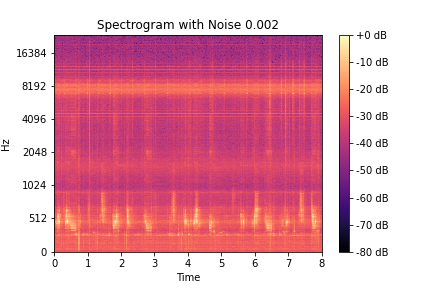 Spectrogram with Noise 0.002
Hz
16384
8192
4096
2048
1024
512
0
0 1 2 3 4 5 6 7 8
Time
+0 dB
-10 dB
-20 dB
-30 dB
-40 dB
-50 dB
-60 dB
-70 dB
-80 dB